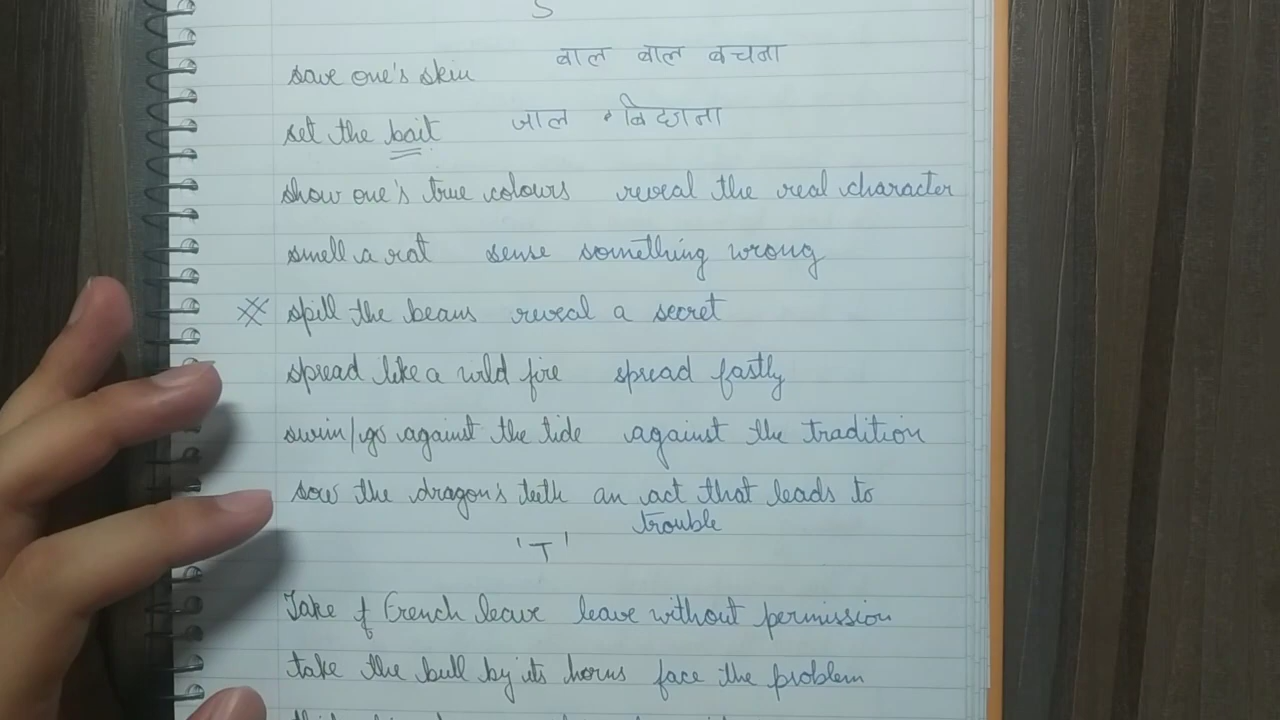 S
save one's skin बाल बाल बचना
set the bait जाल बिछाना
show one's true colours reveal the real character
smell a rat sense something wrong
spill the beans reveal a secret
spread like a wild fire spread fastly
swim/go against the tide against the tradition
sow the dragon's teeth an act that leads to
trouble
'T'
Take French leave leave without permission
take the bull by its horns face the problem